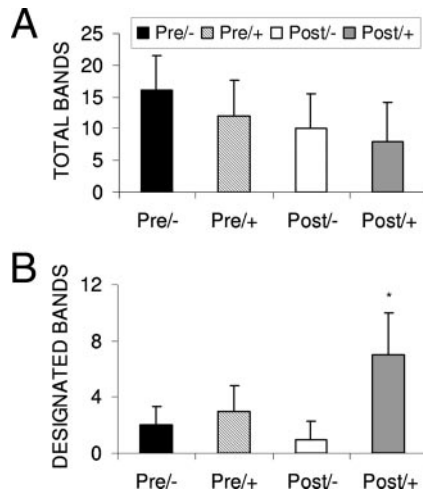 A
Pre/- Pre/+ Post/- Post/+
TOTAL BANDS
25
20
15
10
5
0
Pre/- Pre/+ Post/- Post/+
B
DESIGNATED BANDS
12
8
4
0
*
Pre/- Pre/+ Post/- Post/+